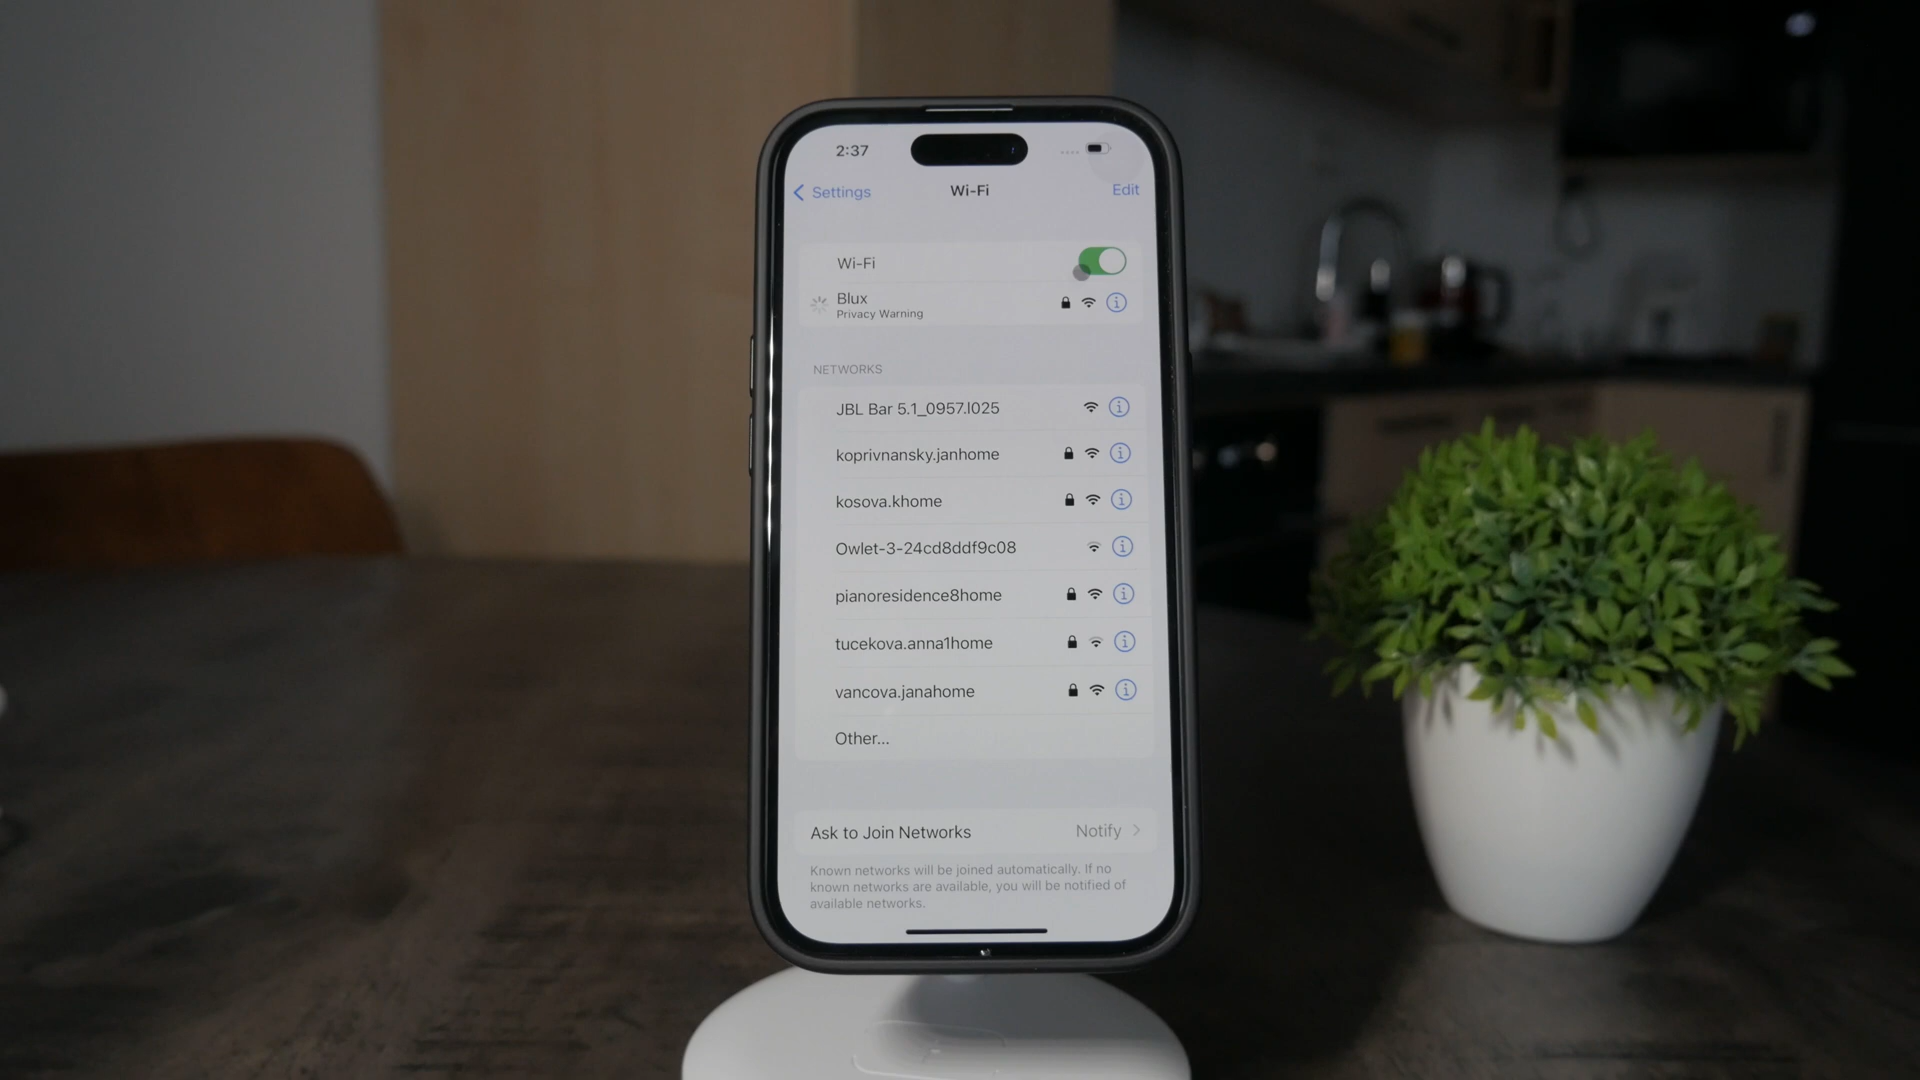 2:37
Settings
Wi-Fi
Edit
Wi-Fi
Blux
Privacy Warning
NETWORKS
JBL Bar 5.1_0957.l025
koprivnansky.janhome
kosova.khome
Owlet-3-24cd8ddf9c08
pianoresidence8home
tucekova.anna1home
vancova.janahome
Other...
Ask to Join Networks
Notify
Known networks will be joined automatically. If no
known networks are available, you will be notified of
available networks.